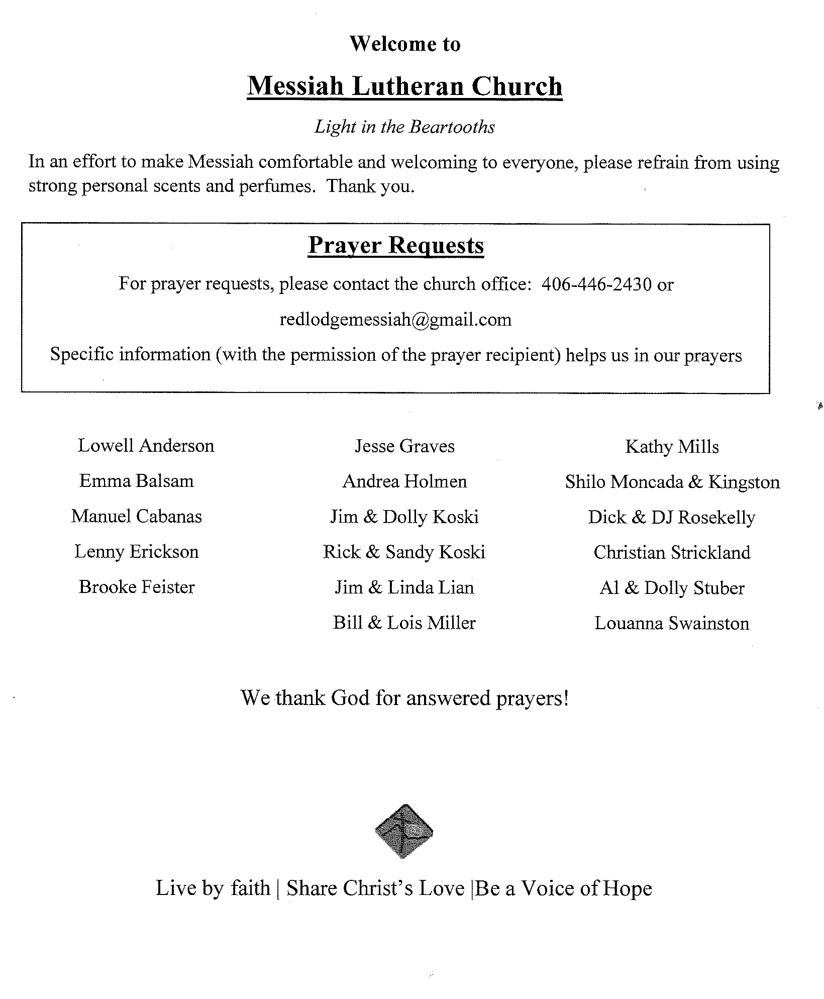 Welcome to
Messiah Lutheran Church
Light in the Beartooths
In an effort to make Messiah comfortable and welcoming to everyone, please refrain from using
strong personal scents and perfumes. Thank you.
Prayer Requests
For prayer requests, please contact the church office: 406-446-2430 or
redlodgemessiah@gmail.com
Specific information (with the permission of the prayer recipient) helps us in our prayers
Lowell Anderson
Emma Balsam
Manuel Cabanas
Lenny Erickson
Brooke Feister
Jesse Graves
Andrea Holmen
Jim & Dolly Koski
Rick & Sandy Koski
Jim & Linda Lian
Bill & Lois Miller
Kathy Mills
Shilo Moncada & Kingston
Dick & DJ Rosekelly
Christian Strickland
Al & Dolly Stuber
Louanna Swainston
We thank God for answered prayers!
Live by faith | Share Christ's Love |Be a Voice of Hope